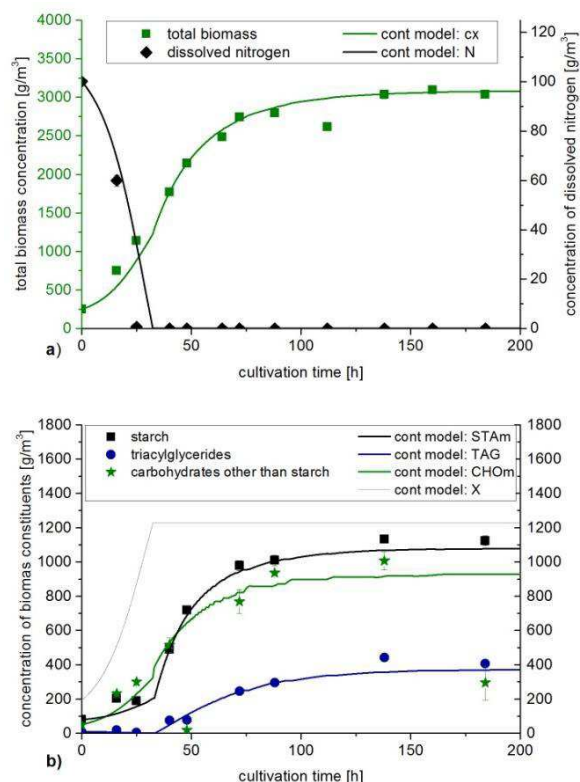 total biomass
dissolved nitrogen
cont model: cx
cont model: N
total biomass concentration [g/m³]
4000
3500
3000
2500
2000
1500
1000
500
0
120
100
80
60
40
20
0
concentration of dissolved nitrogen [g/m³]
0
50
100
150
200
a)
cultivation time [h]
starch
triacylglycerides
carbohydrates other than starch
cont model: STAm
cont model: TAG
cont model: CHOm
cont model: X
concentration of biomas constituents [g/m³]
1800
1600
1400
1200
1000
800
600
400
200
0
1800
1600
1400
1200
1000
800
600
400
200
0
0
50
100
150
200
b)
cultivation time [h]